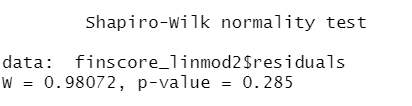 Shapiro-Wilk normality test
data:  finscore_linmod2$residuals
W = 0.98072, p-value = 0.285